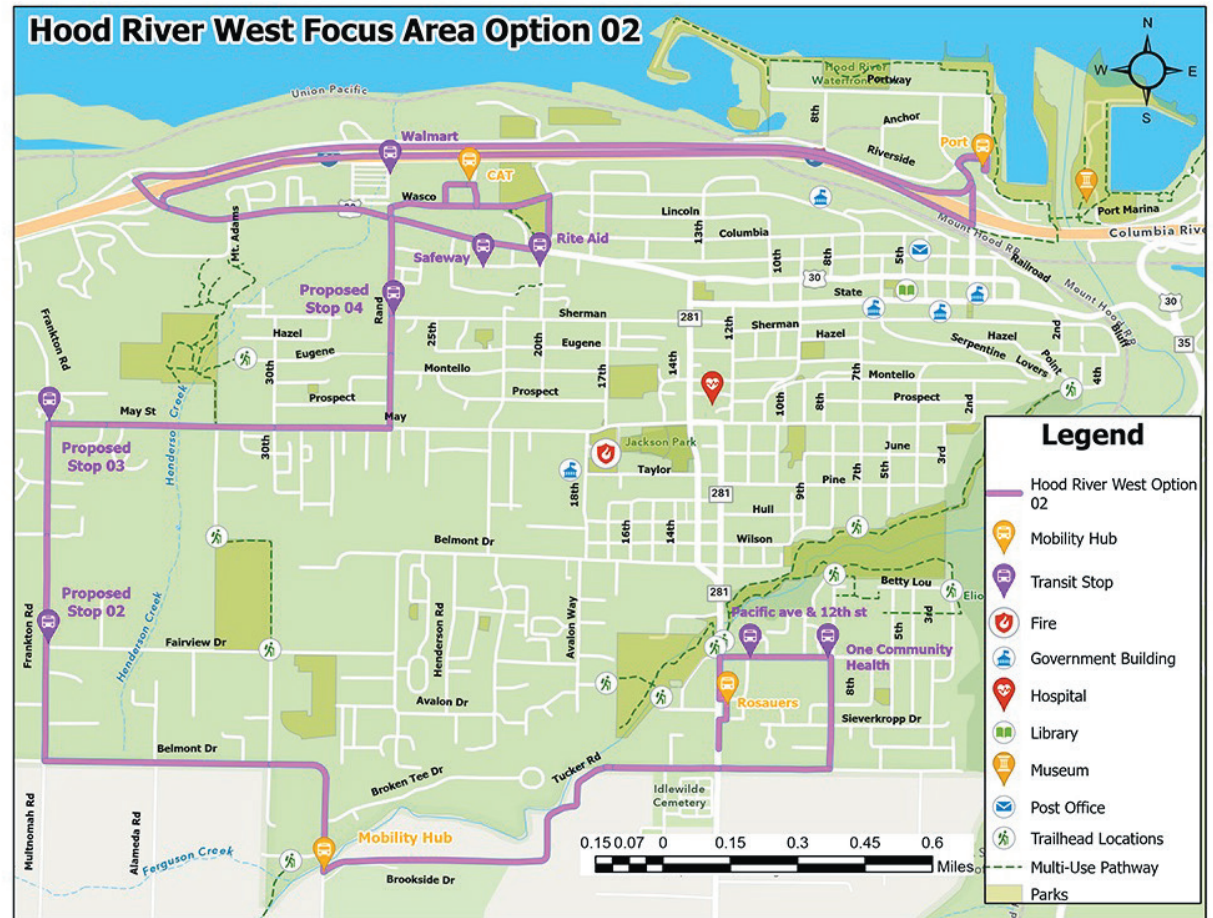 Hood River West Focus Area Option 02
N
W
E
S
Union Pacific
Hood River
Portway
8th
Anchor
Riverside
Port
Port Marina
Walmart
CAT
Wasco
Lincoln
Columbia
13th
Mount Hood RR
Columbia Rive
Mt. Adams
Safeway
Rite Aid
10th
8th
5th
30
State
Railroad
Mount Hood RR
30
35
Proposed
Stop 04
Rand
25th
20th
Sherman
281
12th
Sherman
Hazel
Hazel
2nd
Bluff
Frankton Rd
Hazel
Eugene
30th
Eugene
17th
14th
Serpentine
Lovers
Point
4th
Montello
Prospect
Prospect
10th
8th
7th
Montello
Prospect
2nd
May St
May
Proposed
Stop 03
Henderson Creek
30th
Jackson Park
Taylor
18th
June
3rd
7th
5th
Pine
9th
281
Hull
16th
14th
Wilson
Belmont Dr
281
Betty Lou
Elio
Proposed
Stop 02
Frankton Rd
Henderson Creek
Fairview Dr
Henderson Rd
Avalon Way
Pacific ave & 12th st
One Community
Health
8th
5th
3rd
Rosauers
Avalon Dr
Sieverkropp Dr
Belmont Dr
Broken Tee Dr
Tucker Rd
Idlewilde
Cemetery
Multnomah Rd
Alameda Rd
Mobility Hub
Ferguson Creek
Brookside Dr
0.15 0.07 0 0.15 0.3 0.45 0.6
Miles
Legend
Hood River West Option
02
Mobility Hub
Transit Stop
Fire
Government Building
Hospital
Library
Museum
Post Office
Trailhead Locations
Multi-Use Pathway
Parks